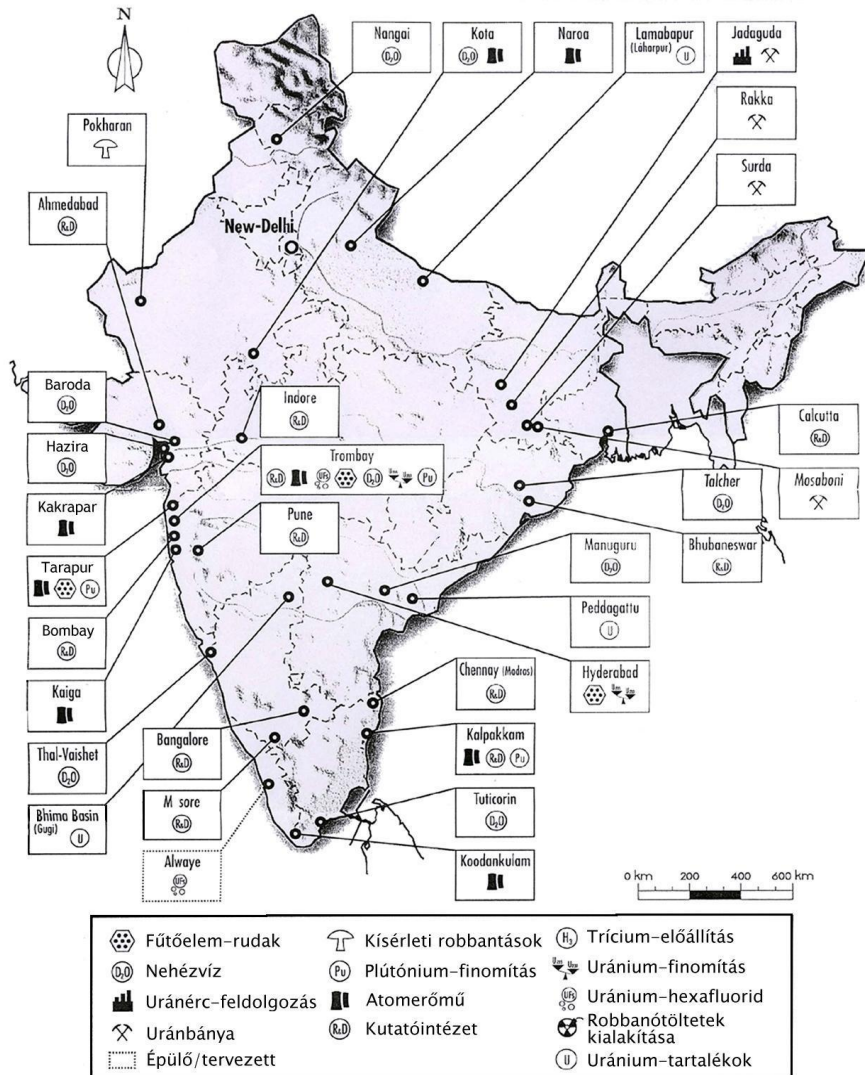 N
Nangai
D₂O
Kota
D₂O
Naroa
Lamabapur
(Láharpur)
U
Jadaguda
Pokharan
Rakka
Ahmedabad
R&D
Surda
New-Delhi
Baroda
D₂O
Indore
R&D
Hazira
D₂O
Trombay
R&D
UF₆
D₂O
U₂₃₅ U₂₃₈
Pu
Calcutta
R&D
Kakrapar
Pune
R&D
Talcher
D₂O
Mosaboni
Tarapur
Pu
Manuguru
D₂O
Bhubaneswar
R&D
Bombay
R&D
Peddagattu
U
Kaiga
Chennay (Madras)
R&D
Hyderabad
Thal-Vaishet
D₂O
Bangalore
R&D
Kalpakkam
R&D Pu
Bhima Basin
(Gugi)
U
M sore
R&D
Tuticorin
D₂O
Alwaye
UF₆
Koodankulam
0 km 200 400 600 km
Fűtőelem-rudak
Kísérleti robbantások
H₃ Trícium-előállítás
D₂O Nehézvíz
Pu Plútónium-finomítás
Uránium-finomítás
Uránérc-feldolgozás
Atomerőmű
UF₆ Uránium-hexafluorid
Uránbánya
R&D Kutatóintézet
Robbanótöltetek
kialakítása
Épülő/tervezett
U Uránium-tartalékok